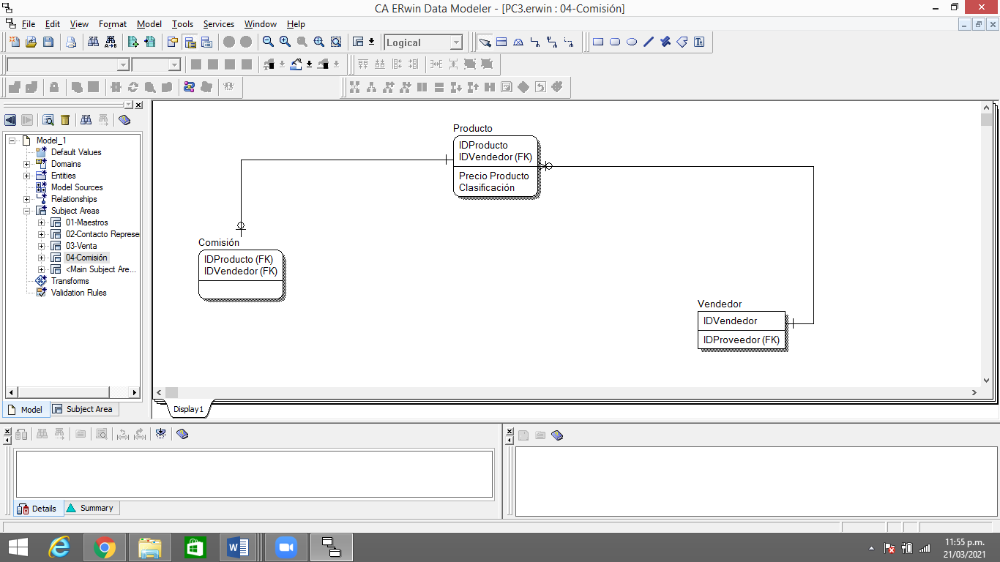 CA ERwin Data Modeler - [PC3.erwin : 04-Comisión]
File Edit View Format Model Tools Services Window Help
Logical
Model_1
Default Values
Domains
Entities
Model Sources
Relationships
Subject Areas
01-Maestros
02-Contacto Represe
03-Venta
04-Comisión
<Main Subject Are...
Transforms
Validation Rules
Model
Subject Area
Producto
IDProducto
IDVendedor (FK)
Precio Producto
Clasificación
Comisión
IDProducto (FK)
IDVendedor (FK)
Vendedor
IDVendedor
IDProveedor (FK)
Display1
Details
Summary
11:55 p.m.
21/03/2021